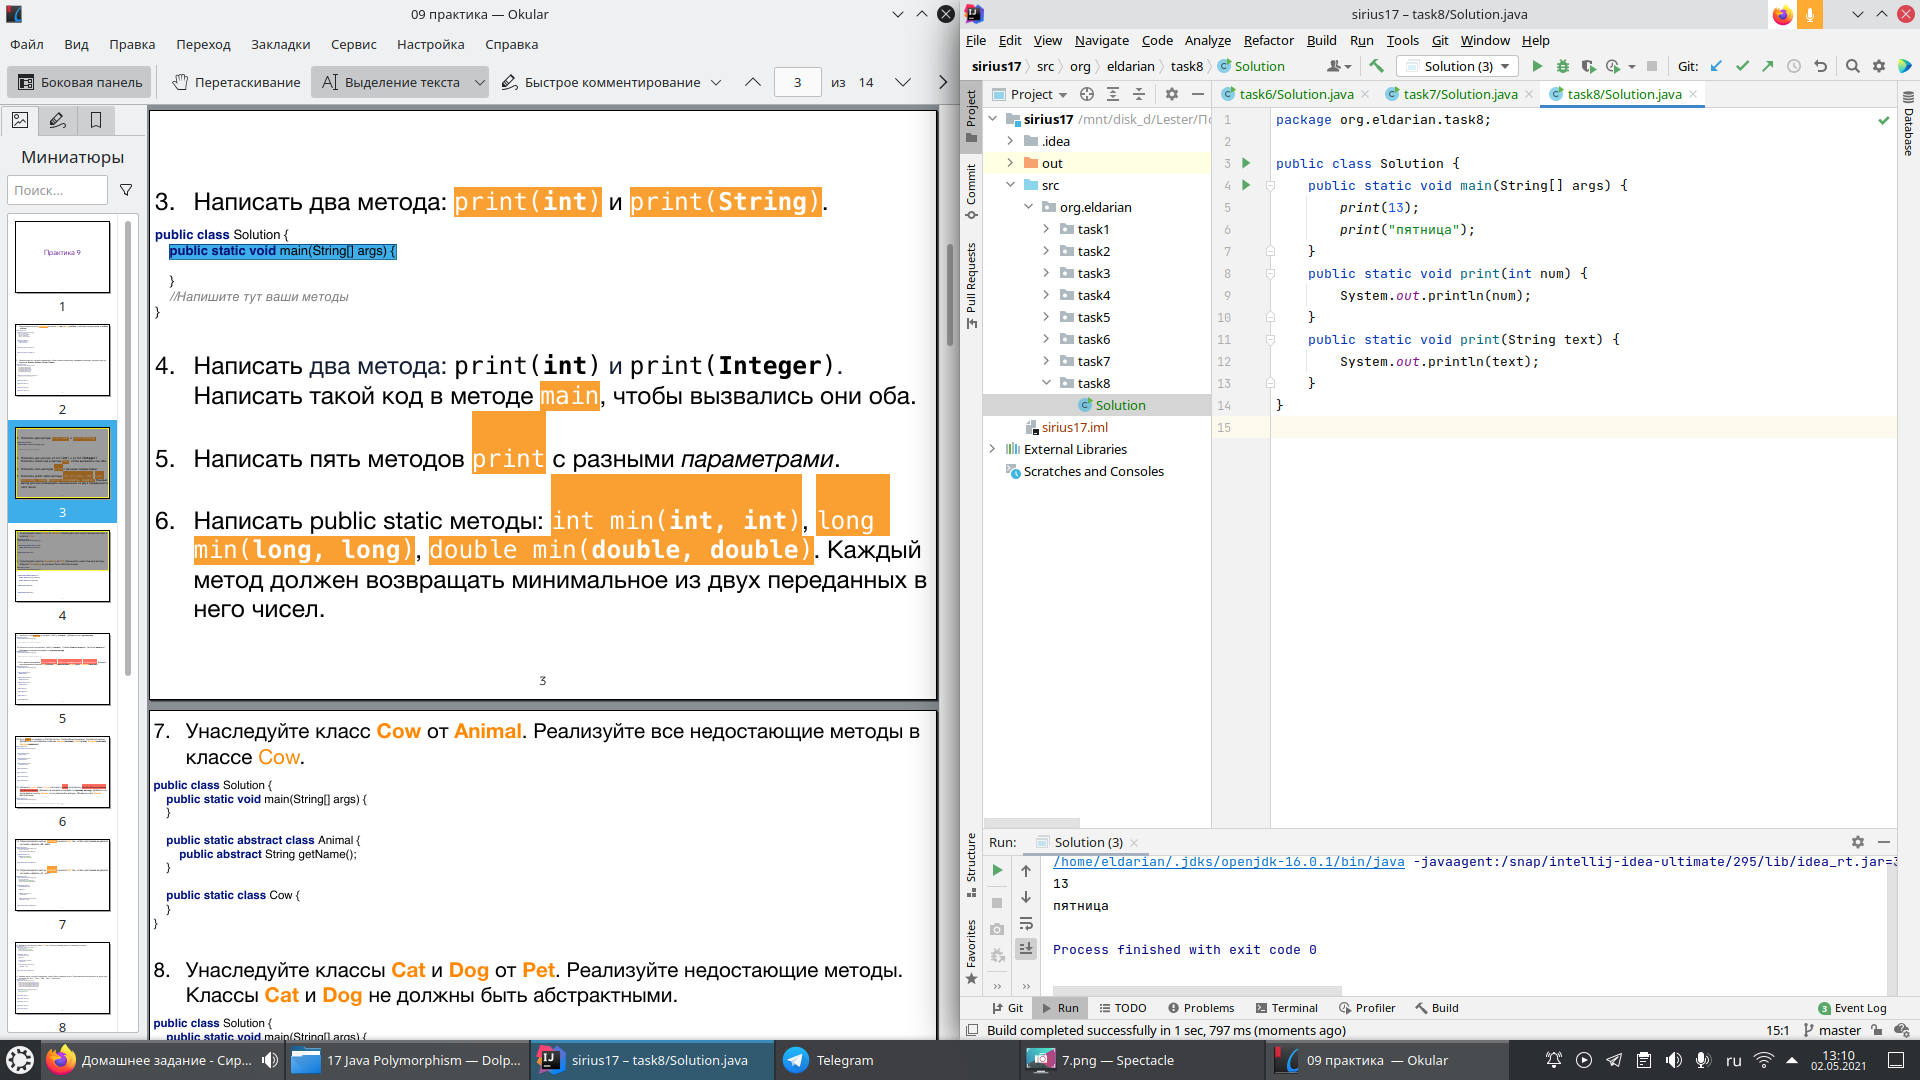 09 практика — Okular
Файл Вид Правка Переход Закладки Сервис Настройка Справка
Боковая панель Перетаскивание Выделение текста Быстрое комментирование 3 из 14
Миниатюры
Поиск...
Практика 9
1
2
3
4
5
6
7
8
3. Написать два метода: print(int) и print(String).
public class Solution {
public static void main(String[] args) {
}
//Напишите тут ваши методы
}
4. Написать два метода: print(int) и print(Integer).
Написать такой код в методе main, чтобы вызвались они оба.
5. Написать пять методов print с разными параметрами.
6. Написать public static методы: int min(int, int), long
min(long, long), double min(double, double). Каждый
метод должен возвращать минимальное из двух переданных в
него чисел.
3
7. Унаследуйте класс Cow от Animal. Реализуйте все недостающие методы в
классе Cow.
public class Solution {
public static void main(String[] args) {
}
public static abstract class Animal {
public abstract String getName();
}
public static class Cow {
}
}
8. Унаследуйте классы Cat и Dog от Pet. Реализуйте недостающие методы.
Классы Cat и Dog не должны быть абстрактными.
public class Solution {
public static void main(String[] args) {
sirius17 – task8/Solution.java
File Edit View Navigate Code Analyze Refactor Build Run Tools Git Window Help
sirius17 src org eldarian task8 Solution Solution (3) Git:
Project task6/Solution.java task7/Solution.java task8/Solution.java
Project
Commit
Pull Requests
Structure
Favorites
Database
sirius17 /mnt/disk_d/Lester/По
.idea
out
src
org.eldarian
task1
task2
task3
task4
task5
task6
task7
task8
Solution
sirius17.iml
External Libraries
Scratches and Consoles
1 package org.eldarian.task8;
2
3 public class Solution {
4 public static void main(String[] args) {
5 print(13);
6 print("пятница");
7 }
8 public static void print(int num) {
9 System.out.println(num);
10 }
11 public static void print(String text) {
12 System.out.println(text);
13 }
14 }
15
Run: Solution (3)
/home/eldarian/.jdks/openjdk-16.0.1/bin/java -javaagent:/snap/intellij-idea-ultimate/295/lib/idea_rt.jar=3
13
пятница
Process finished with exit code 0
Git Run TODO Problems Terminal Profiler Build 3 Event Log
Build completed successfully in 1 sec, 797 ms (moments ago) 15:1 master
Домашнее задание - Сир... 17 Java Polymorphism — Dolp... sirius17 – task8/Solution.java Telegram 7.png — Spectacle 09 практика — Okular ru 13:10
02.05.2021